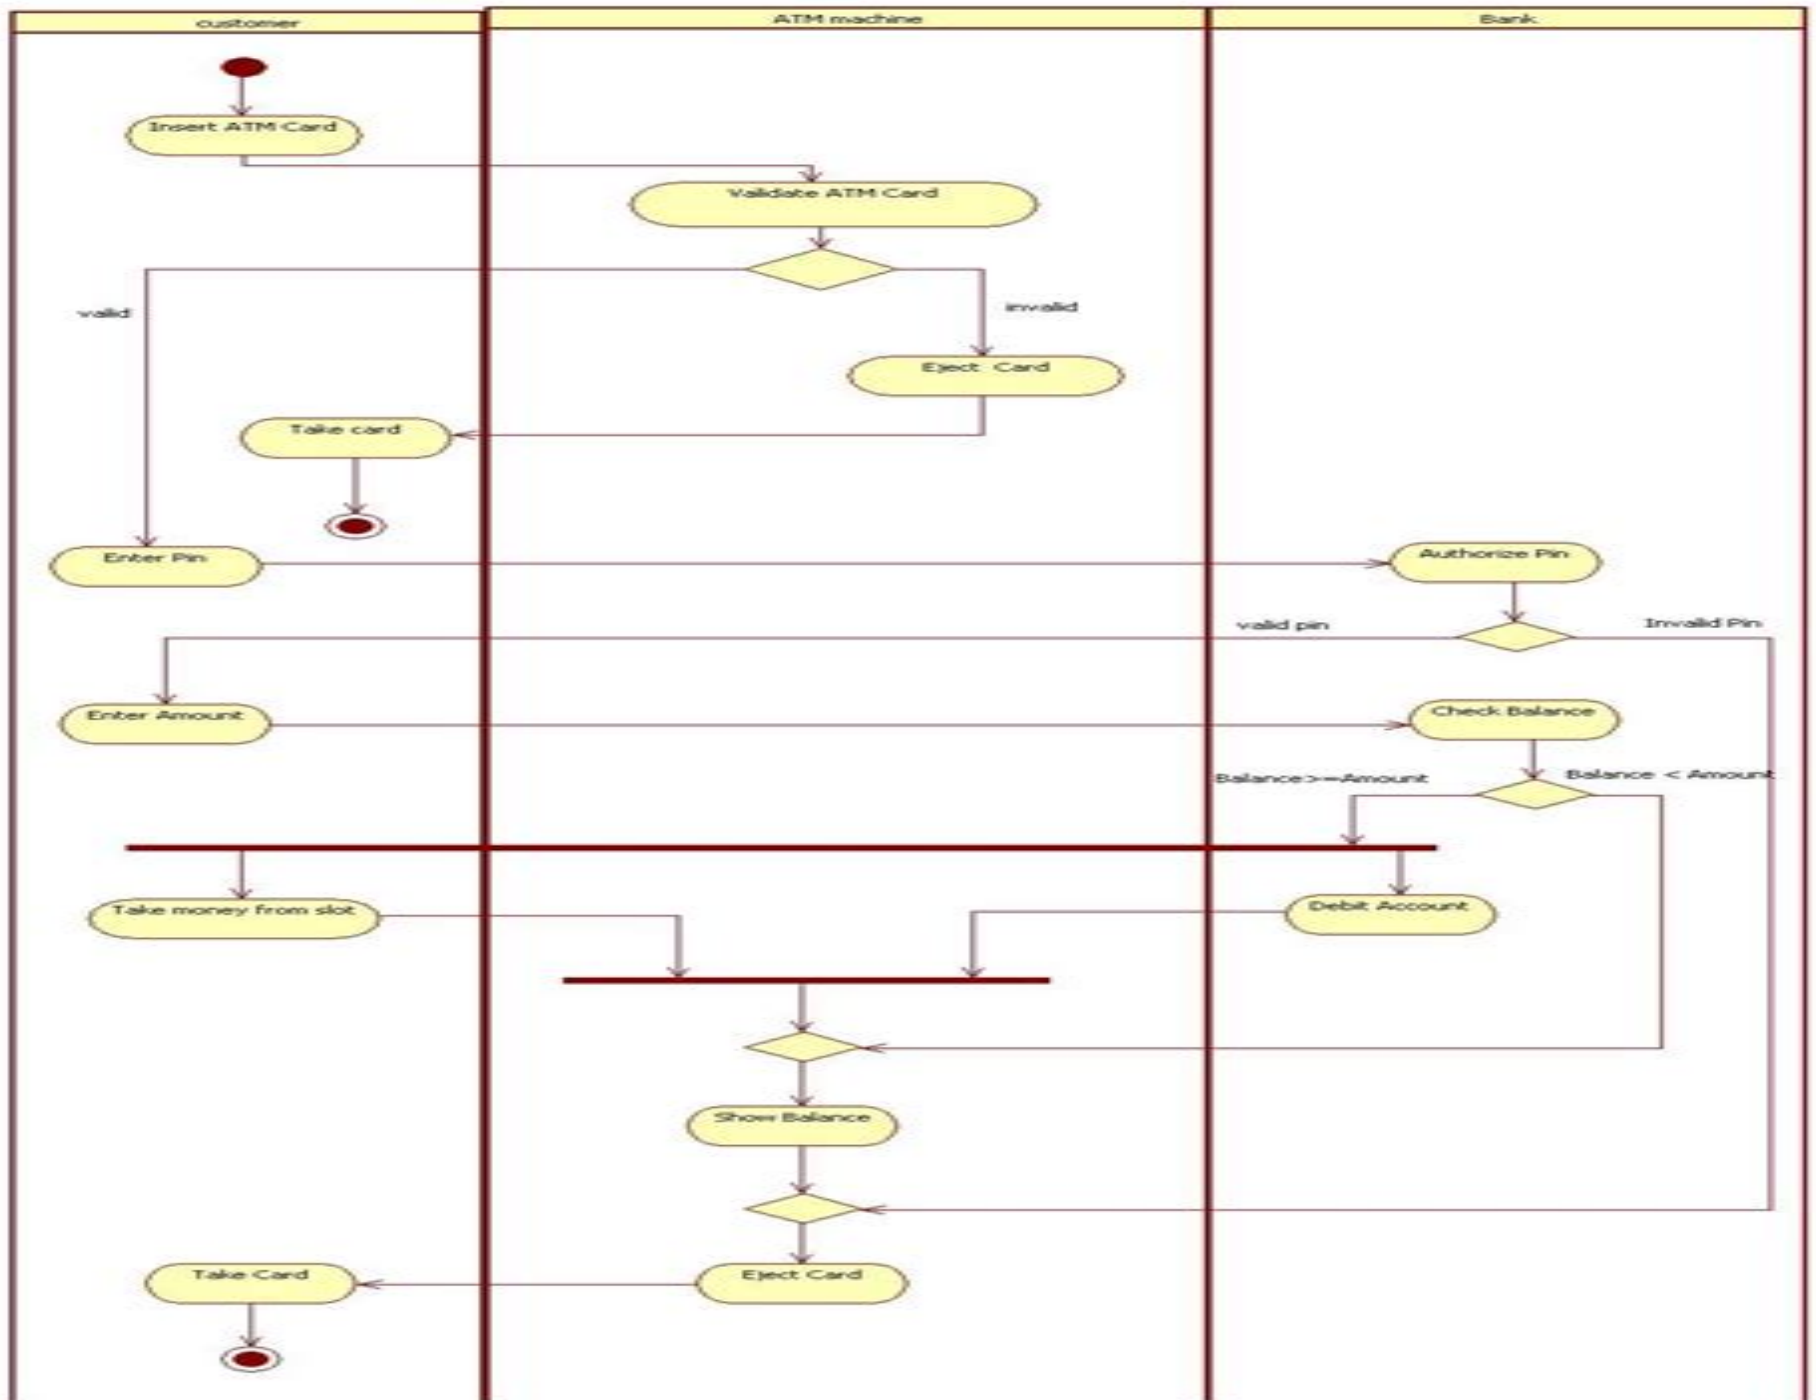 customer
ATM machine
Bank
Insert ATM Card
Validate ATM Card
valid
invalid
Eject Card
Take card
Enter Pin
Authorize Pin
valid pin
Invalid Pin
Enter Amount
Check Balance
Balance>=Amount
Balance < Amount
Take money from slot
Debit Account
Show Balance
Take Card
Eject Card